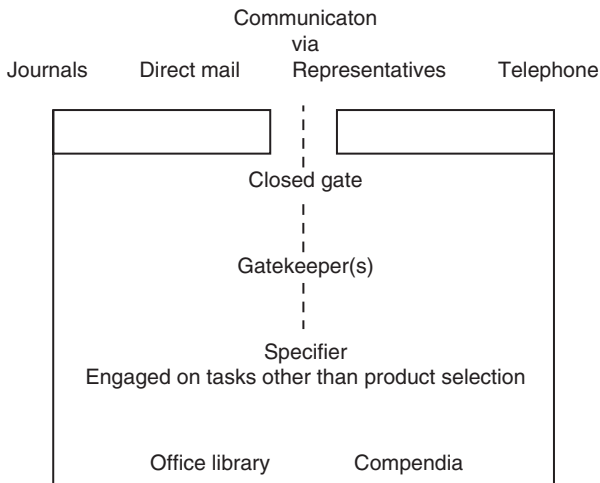 Communicaton
via
Journals Direct mail Representatives Telephone
Closed gate
Gatekeeper(s)
Specifier
Engaged on tasks other than product selection
Office library Compendia